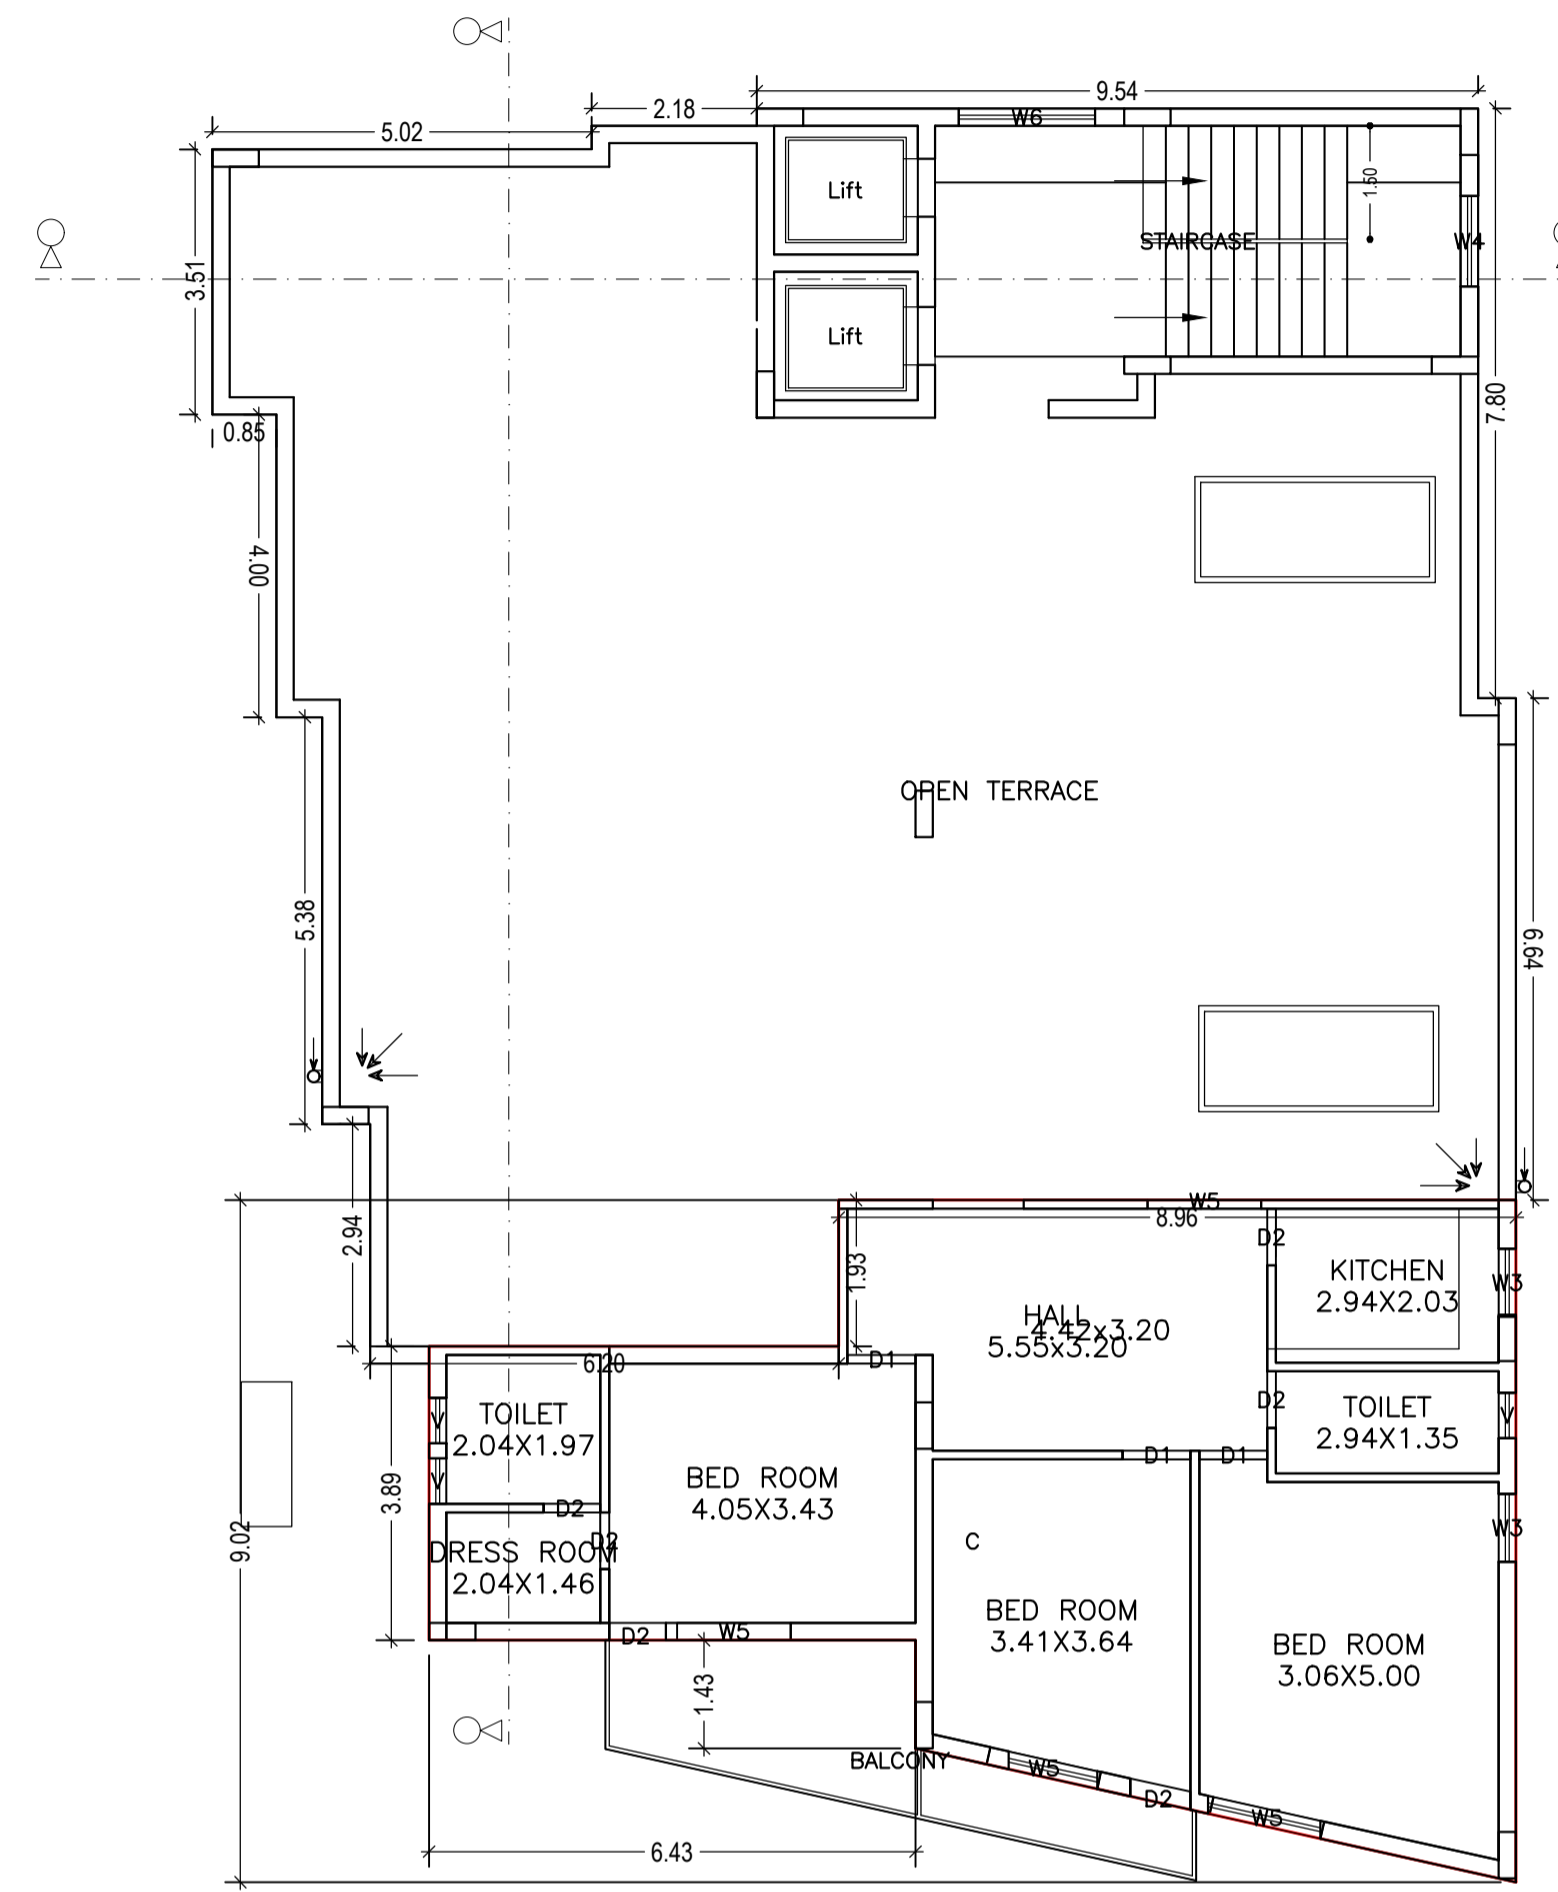 9.54
2.18
5.02
W6
Lift
1.50
STAIRCASE
W4
3.51
Lift
7.80
0.85
4.00
OPEN TERRACE
5.38
6.64
W5
8.96
2.94
1.93
D2
KITCHEN
2.94X2.03
W3
HALL
4.42x3.20
5.55x3.20
D1
6.20
TOILET
2.04X1.97
V
V
D2
TOILET
2.94X1.35
V
D1
D1
BED ROOM
4.05X3.43
3.89
D2
D2
DRESS ROOM
2.04X1.46
9.02
C
W3
BED ROOM
3.41X3.64
D2
W5
BED ROOM
3.06X5.00
1.43
BALCONY
W5
D2
W5
6.43